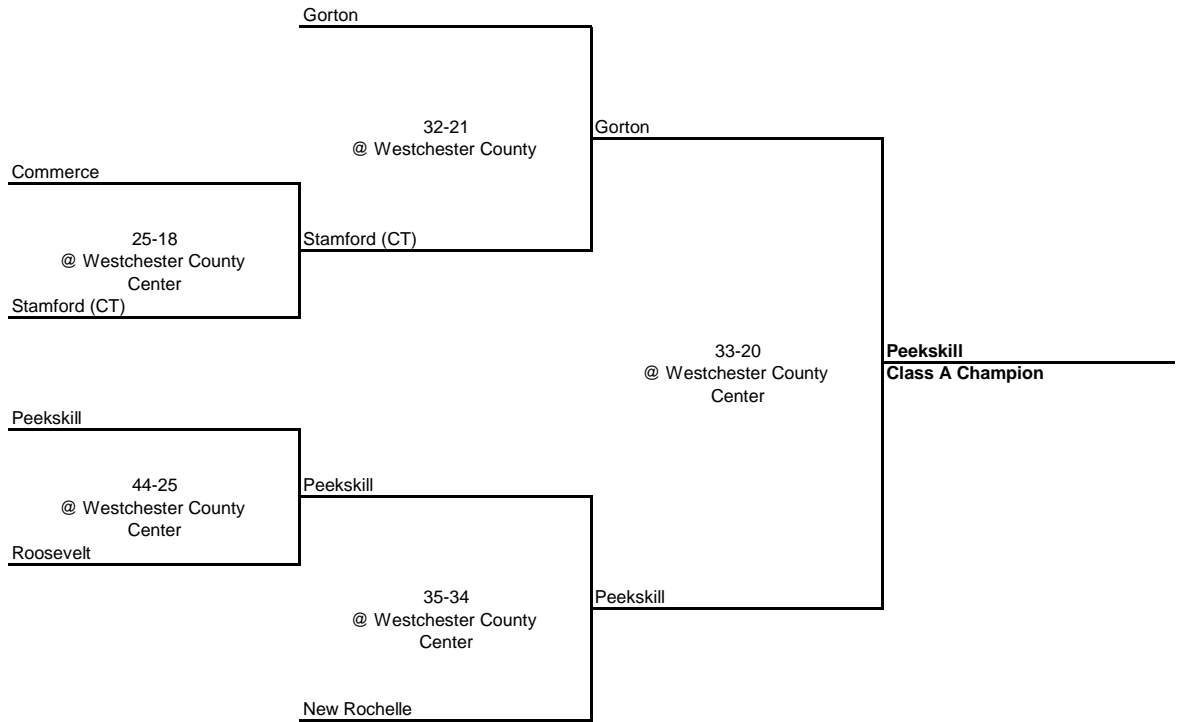 Gorton
32-21
@ Westchester County
Gorton
Commerce
25-18
@ Westchester County
Center
Stamford (CT)
Stamford (CT)
33-20
@ Westchester County
Center
Peekskill
Class A Champion
Peekskill
44-25
@ Westchester County
Center
Peekskill
Roosevelt
35-34
@ Westchester County
Center
Peekskill
New Rochelle